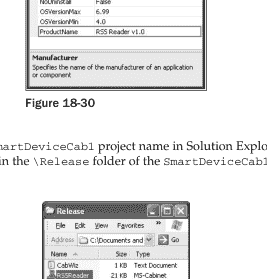 NoUninstall False
OSVersionMax 6.99
OSVersionMin 4.0
ProductName RSS Reader v1.0
Manufacturer
Specifies the name of the manufacturer of an application
or component
Figure 18-30
martDeviceCab1 project name in Solution Explo
in the \Release folder of the SmartDeviceCab1
Release
File Edit View Favorites »
Address C:\Documents and Go
Name Size Type
CabWiz 1 KB Text Document
RSSReader 21 KB MS-Cabinet